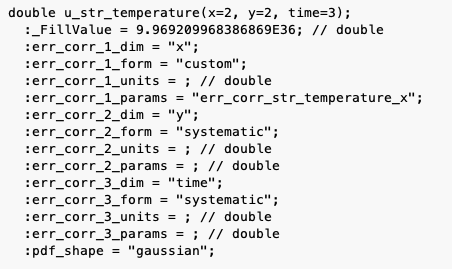 double u_str_temperature(x=2, y=2, time=3);
:_FillValue = 9.969209968386869E36; // double
:err_corr_1_dim = "x";
:err_corr_1_form = "custom";
:err_corr_1_units = ; // double
:err_corr_1_params = "err_corr_str_temperature_x";
:err_corr_2_dim = "y";
:err_corr_2_form = "systematic";
:err_corr_2_units = ; // double
:err_corr_2_params = ; // double
:err_corr_3_dim = "time";
:err_corr_3_form = "systematic";
:err_corr_3_units = ; // double
:err_corr_3_params = ; // double
:pdf_shape = "gaussian";